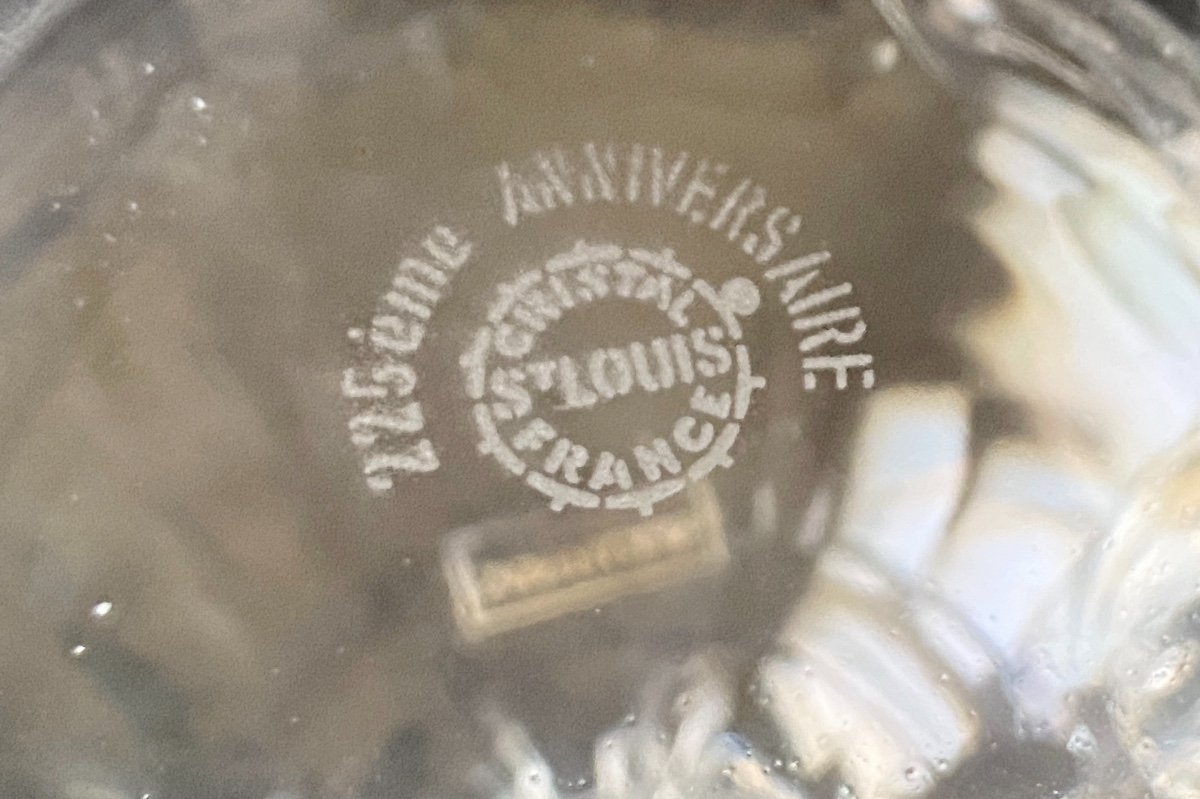 225ème ANNIVERSAIRE
CRISTAL
ST LOUIS
FRANCE